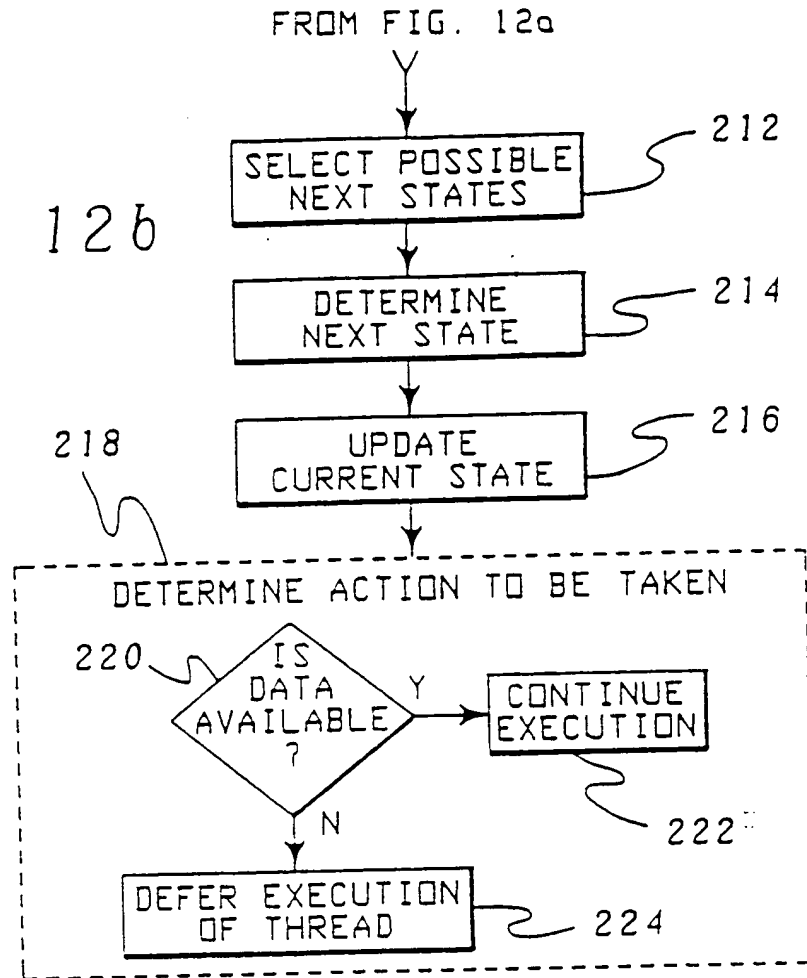 FROM FIG. 12a
SELECT POSSIBLE
NEXT STATES
212
12b
DETERMINE
NEXT STATE
214
UPDATE
CURRENT STATE
216
218
DETERMINE ACTION TO BE TAKEN
220
IS
DATA
AVAILABLE
?
Y
CONTINUE
EXECUTION
222
N
DEFER EXECUTION
OF THREAD
224